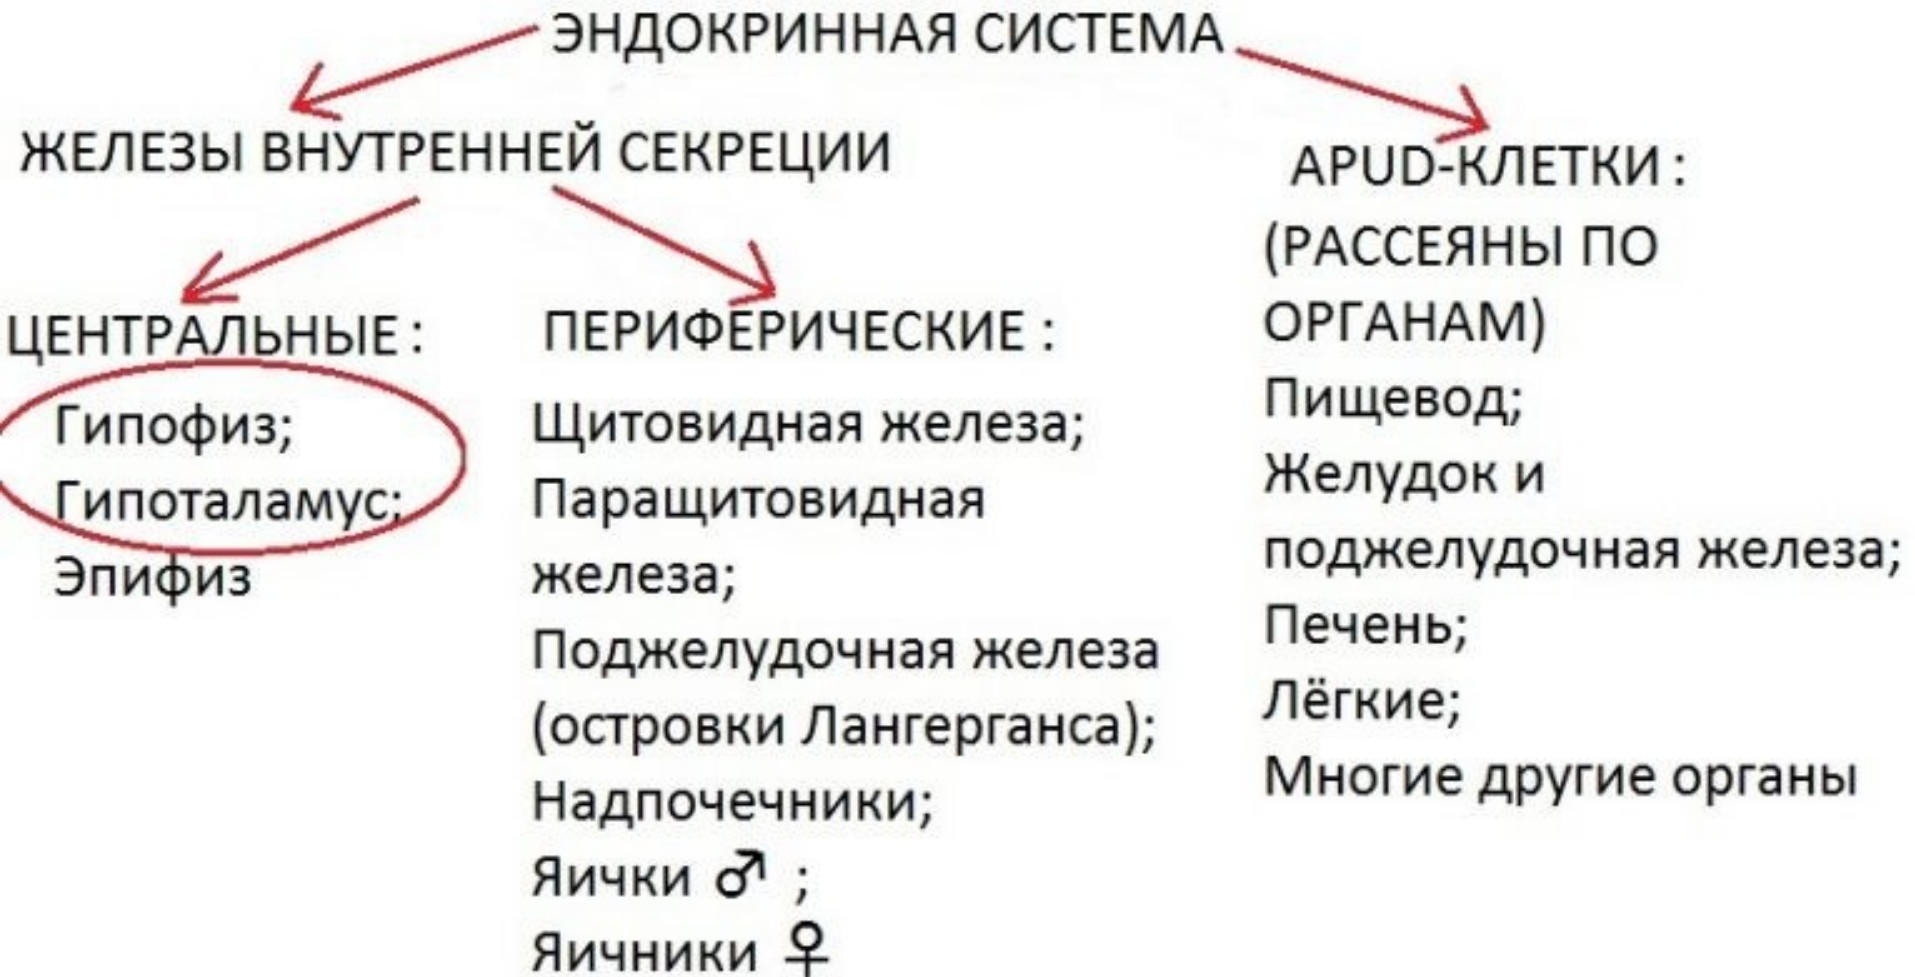 ЭНДОКРИННАЯ СИСТЕМА
ЖЕЛЕЗЫ ВНУТРЕННЕЙ СЕКРЕЦИИ
ЦЕНТРАЛЬНЫЕ :
Гипофиз;
Гипоталамус;
Эпифиз
ПЕРИФЕРИЧЕСКИЕ :
Щитовидная железа;
Паращитовидная
железа;
Поджелудочная железа
(островки Лангерганса);
Надпочечники;
Яички ♂ ;
Яичники ♀
APUD-КЛЕТКИ :
(РАССЕЯНЫ ПО
ОРГАНАМ)
Пищевод;
Желудок и
поджелудочная железа;
Печень;
Лёгкие;
Многие другие органы